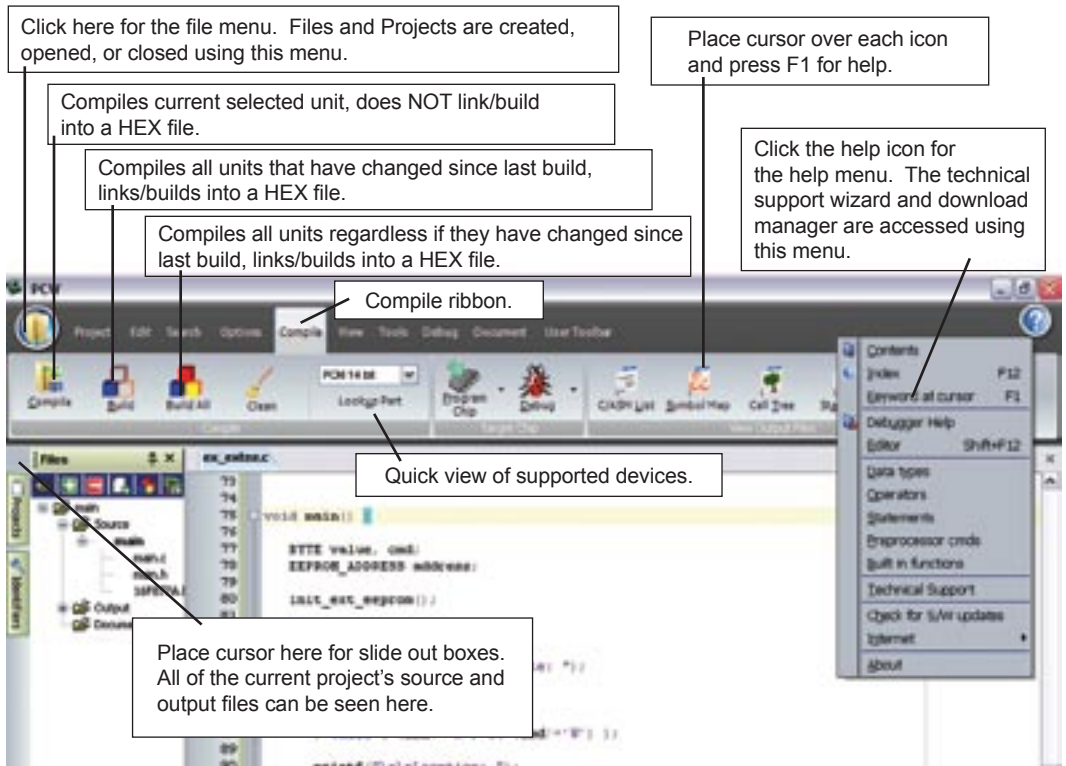 Click here for the file menu.  Files and Projects are created,
opened, or closed using this menu.
Place cursor over each icon
and press F1 for help.
Compiles current selected unit, does NOT link/build
into a HEX file.
Click the help icon for
the help menu.  The technical
support wizard and download
manager are accessed using
this menu.
Compiles all units that have changed since last build,
links/builds into a HEX file.
Compiles all units regardless if they have changed since
last build, links/builds into a HEX file.
PCW
Compile ribbon.
Project Edit Search Options Compile View Tools Debug Document User Toolbar
Compile Build Build All Clean
PCM 14 bit
Lookup Part
Program Chip
Debug
C/ASM List Symbol Map Call Tree
Compile
Target Chip
View Output Files
Contents
Index F12
Keyword at cursor F1
Debugger Help
Editor Shift+F12
Data types
Operators
Statements
Preprocessor cmds
Built in functions
Technical Support
Check for S/W updates
Internet
About
Quick view of supported devices.
Files
Projects
Identifiers
main
Source
main
main.c
main.h
Output
ex_extee.c
73
74
75 void main() {
76
77 BYTE value, cmd;
78 EEPROM_ADDRESS address;
79
80 init_ext_eeprom();
81
Place cursor here for slide out boxes.
All of the current project's source and
output files can be seen here.
89
90